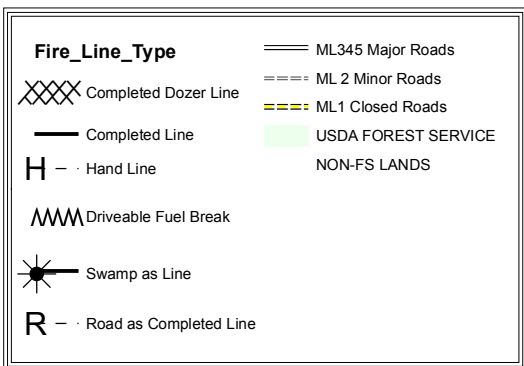 Fire_Line_Type
Completed Dozer Line
Completed Line
H Hand Line
Driveable Fuel Break
Swamp as Line
R Road as Completed Line
ML345 Major Roads
ML 2 Minor Roads
ML1 Closed Roads
USDA FOREST SERVICE
NON-FS LANDS